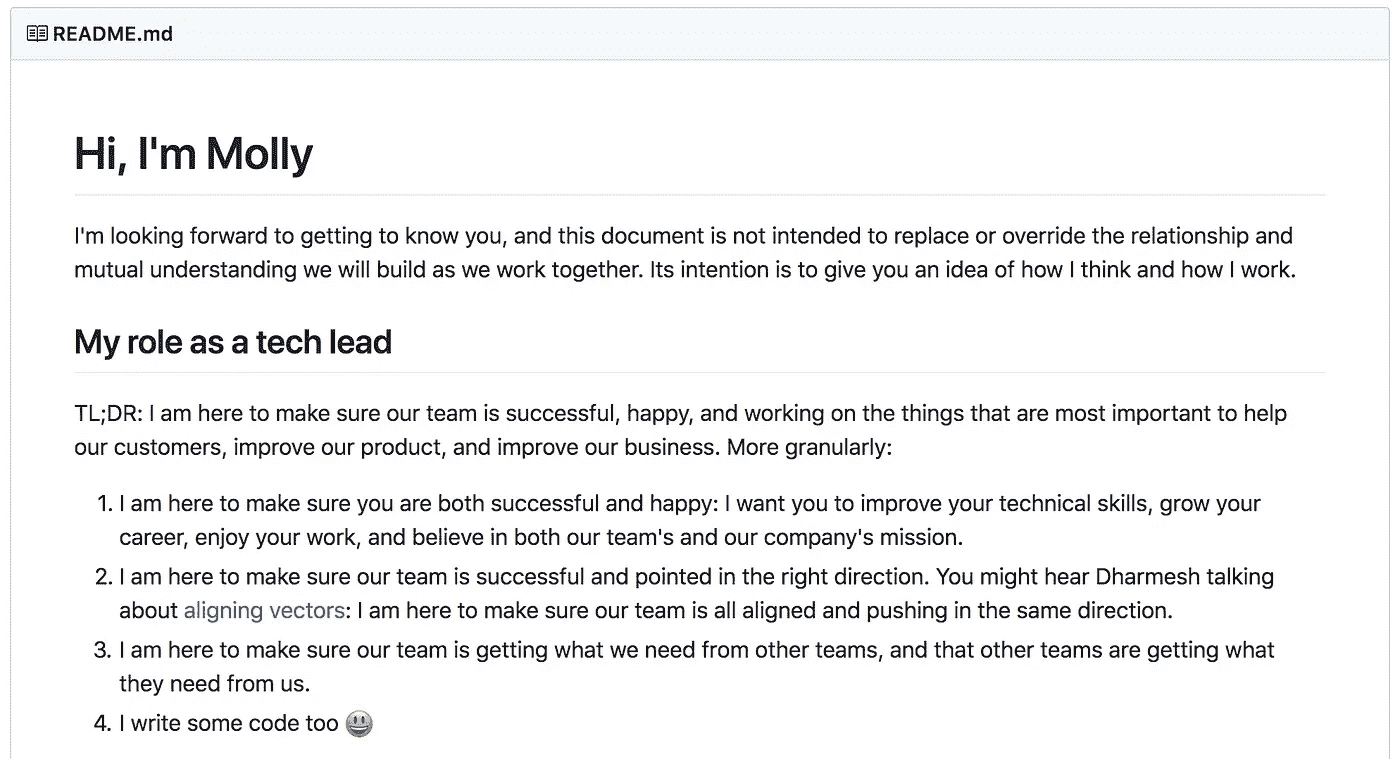 README.md
Hi, I'm Molly
I'm looking forward to getting to know you, and this document is not intended to replace or override the relationship and
mutual understanding we will build as we work together. Its intention is to give you an idea of how I think and how I work.
My role as a tech lead
TL;DR: I am here to make sure our team is successful, happy, and working on the things that are most important to help
our customers, improve our product, and improve our business. More granularly:
1. I am here to make sure you are both successful and happy: I want you to improve your technical skills, grow your
career, enjoy your work, and believe in both our team's and our company's mission.
2. I am here to make sure our team is successful and pointed in the right direction. You might hear Dharmesh talking
about aligning vectors: I am here to make sure our team is all aligned and pushing in the same direction.
3. I am here to make sure our team is getting what we need from other teams, and that other teams are getting what
they need from us.
4. I write some code too 😃